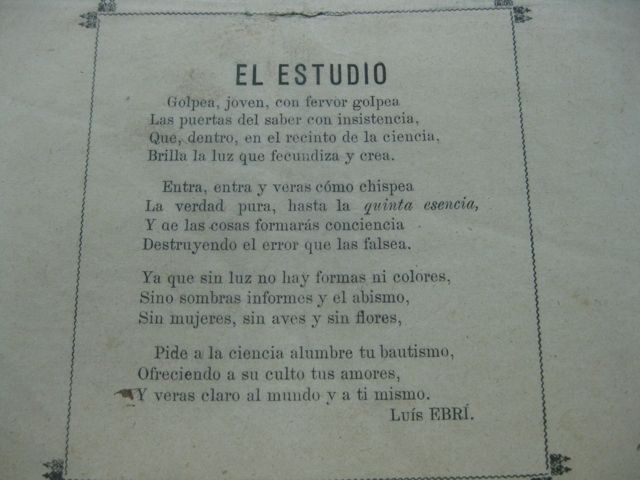 EL ESTUDIO
Golpea, joven, con fervor golpea
Las puertas del saber con insistencia,
Que, dentro, en el recinto de la ciencia,
Brilla la luz que fecundiza y crea.
Entra, entra y veras cómo chispea
La verdad pura, hasta la quinta esencia,
Y de las cosas formarás conciencia
Destruyendo el error que las falsea.
Ya que sin luz no hay formas ni colores,
Sino sombras informes y el abismo,
Sin mujeres, sin aves y sin flores,
Pide a la ciencia alumbre tu bautismo,
Ofreciendo a su culto tus amores,
Y veras claro al mundo y a ti mismo.
Luís EBRÍ.